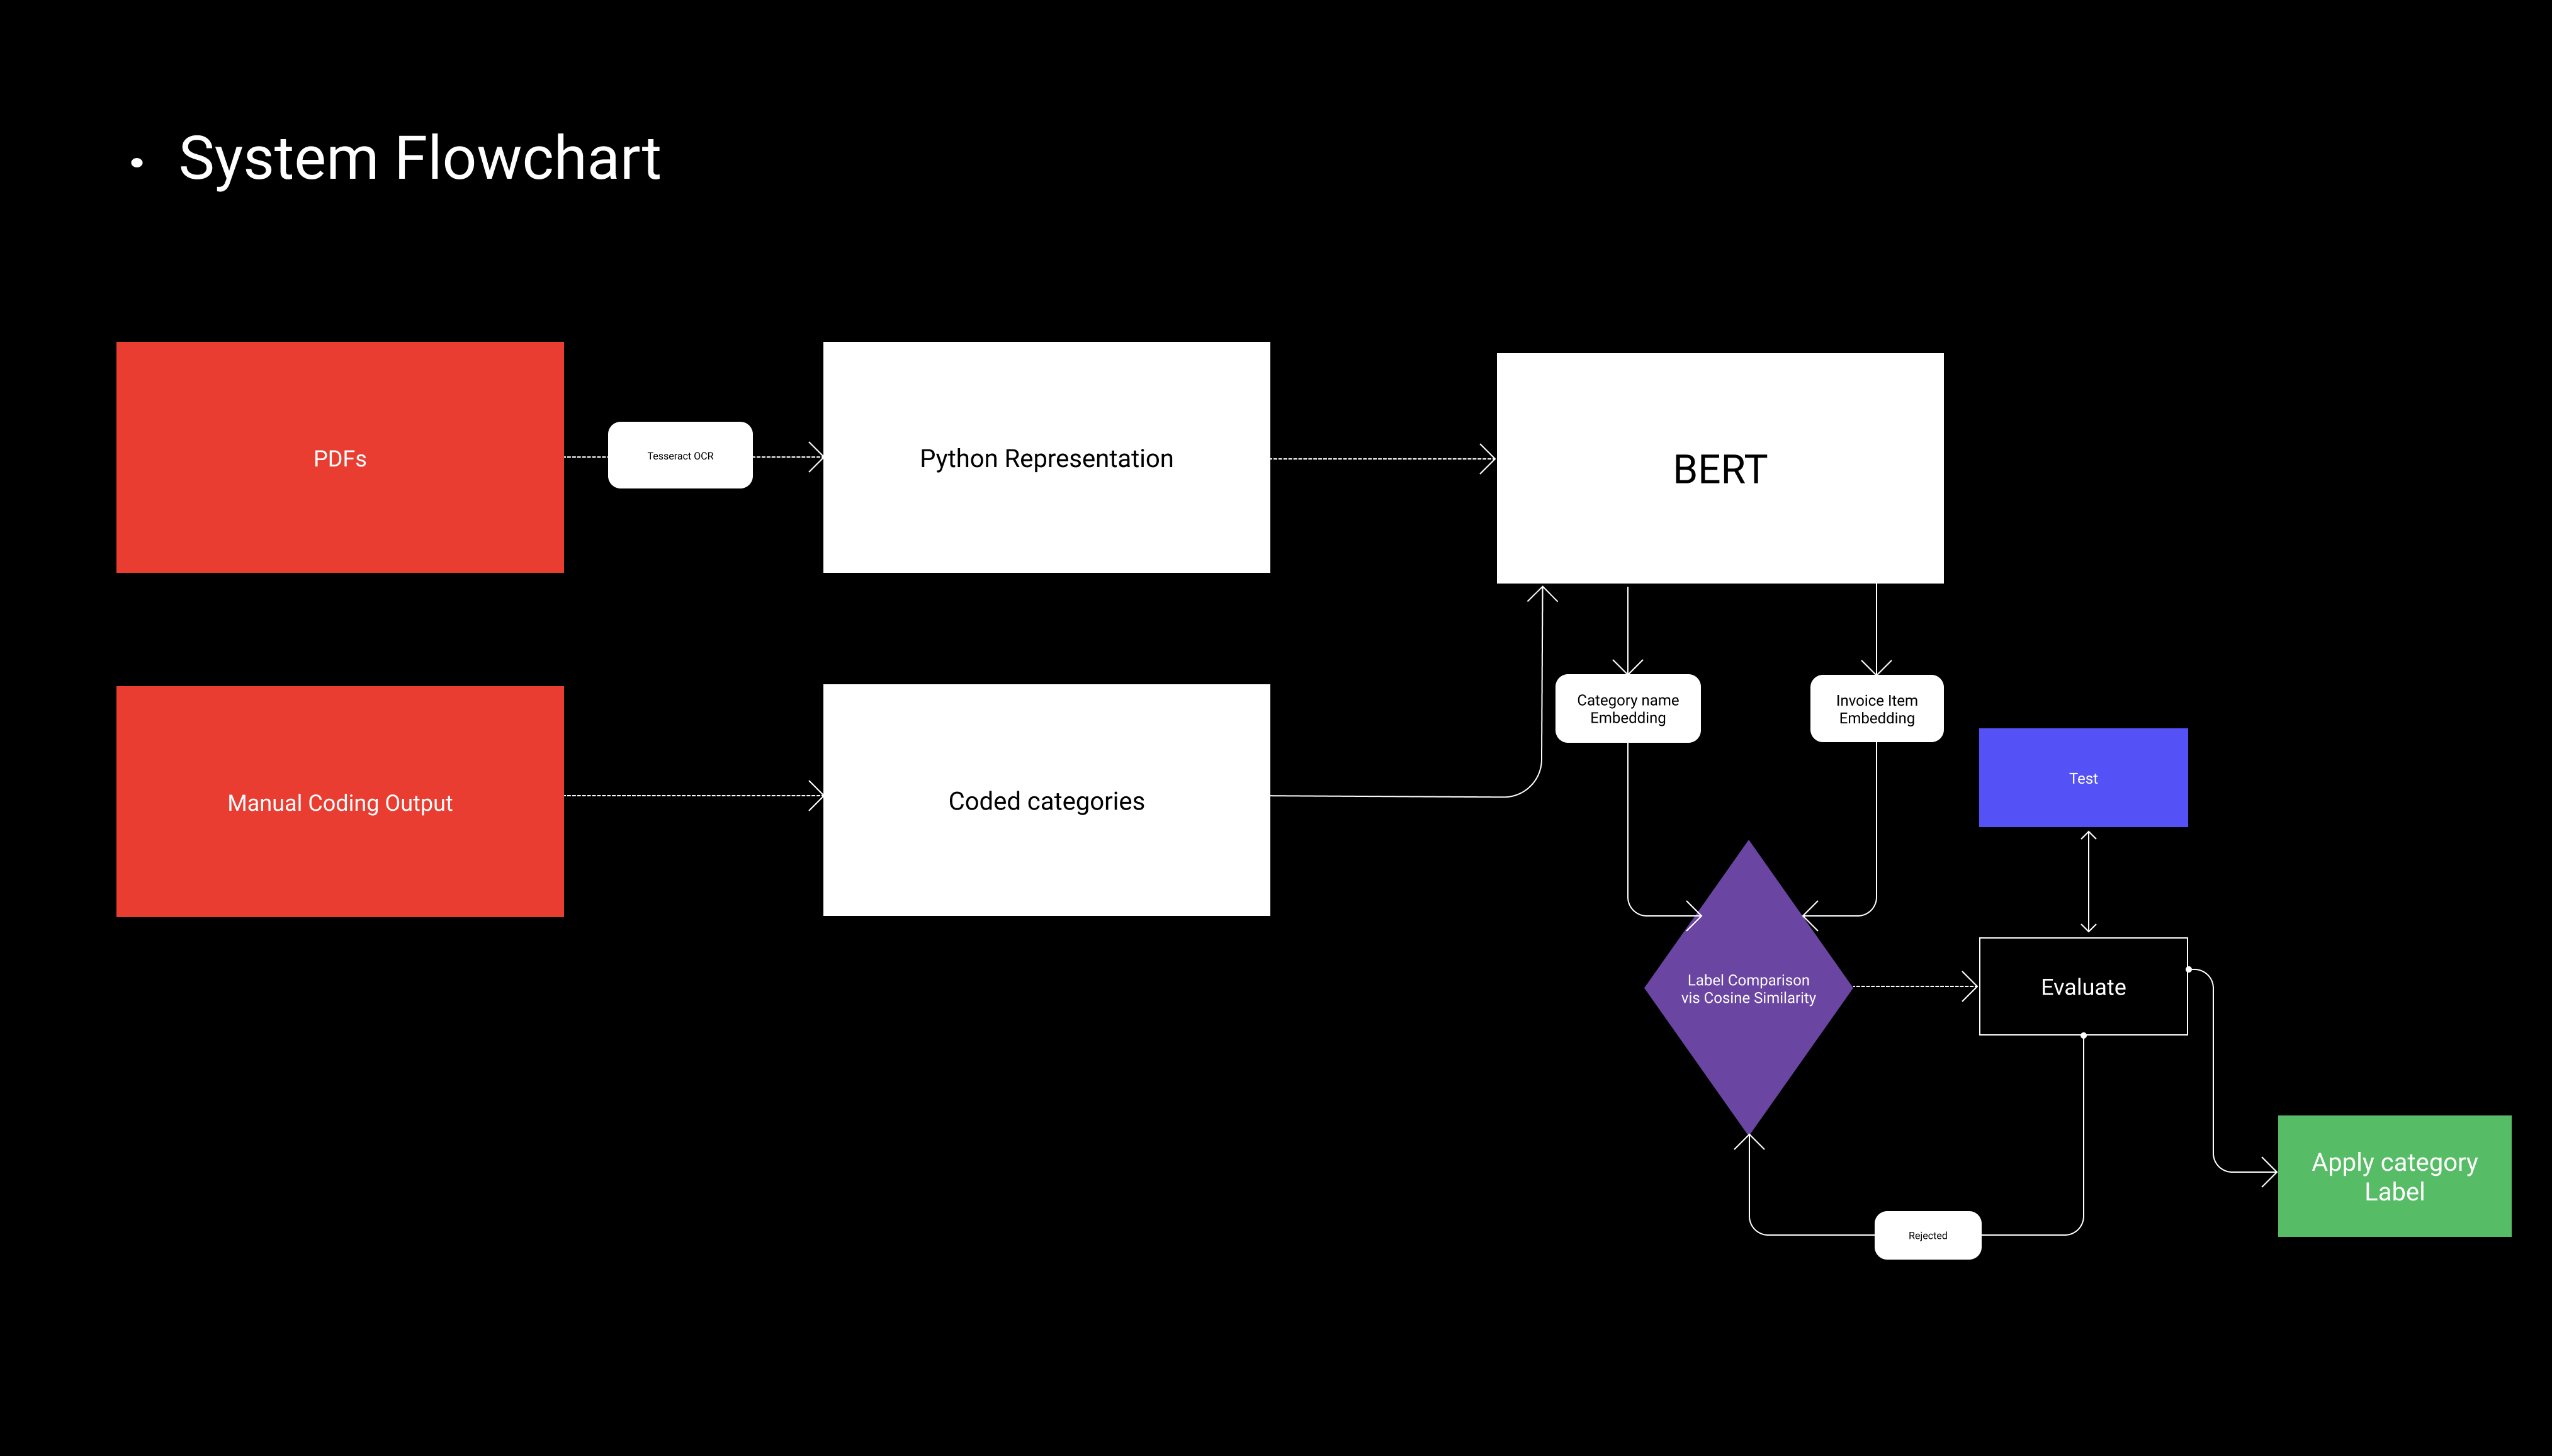 • System Flowchart
PDFs
Tesseract OCR
Python Representation
BERT
Manual Coding Output
Coded categories
Category name
Embedding
Invoice Item
Embedding
Test
Label Comparison
vis Cosine Similarity
Evaluate
Apply category
Label
Rejected